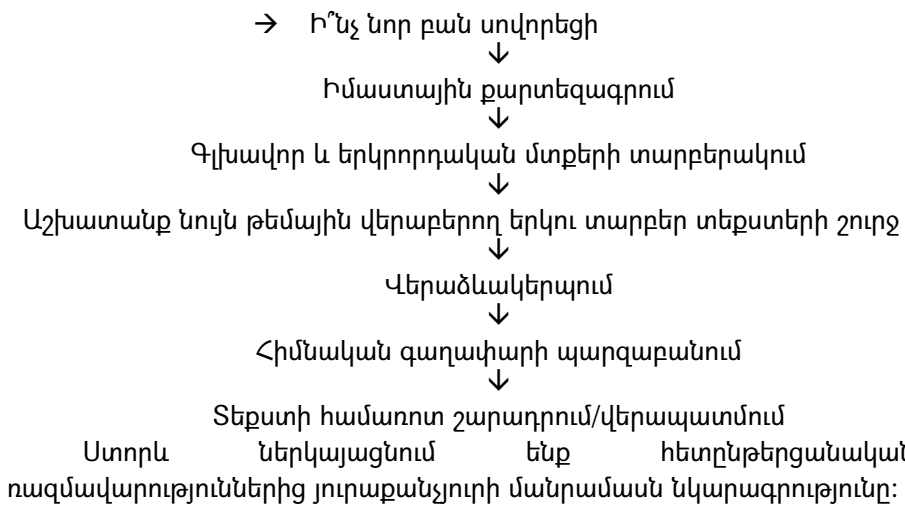 → Ի՞նչ նոր բան սովորեցի
↓
Իմաստային քարտեզագրում
↓
Գլխավոր և երկրորդական մտքերի տարբերակում
↓
Աշխատանք նույն թեմային վերաբերող երկու տարբեր տեքստերի շուրջ
↓
Վերաձևակերպում
↓
Հիմնական գաղափարի պարզաբանում
↓
Տեքստի համառոտ շարադրում/վերապատմում
Ստորև ներկայացնում ենք հետընթերցանական
ռազմավարություններից յուրաքանչյուրի մանրամասն նկարագրությունը: